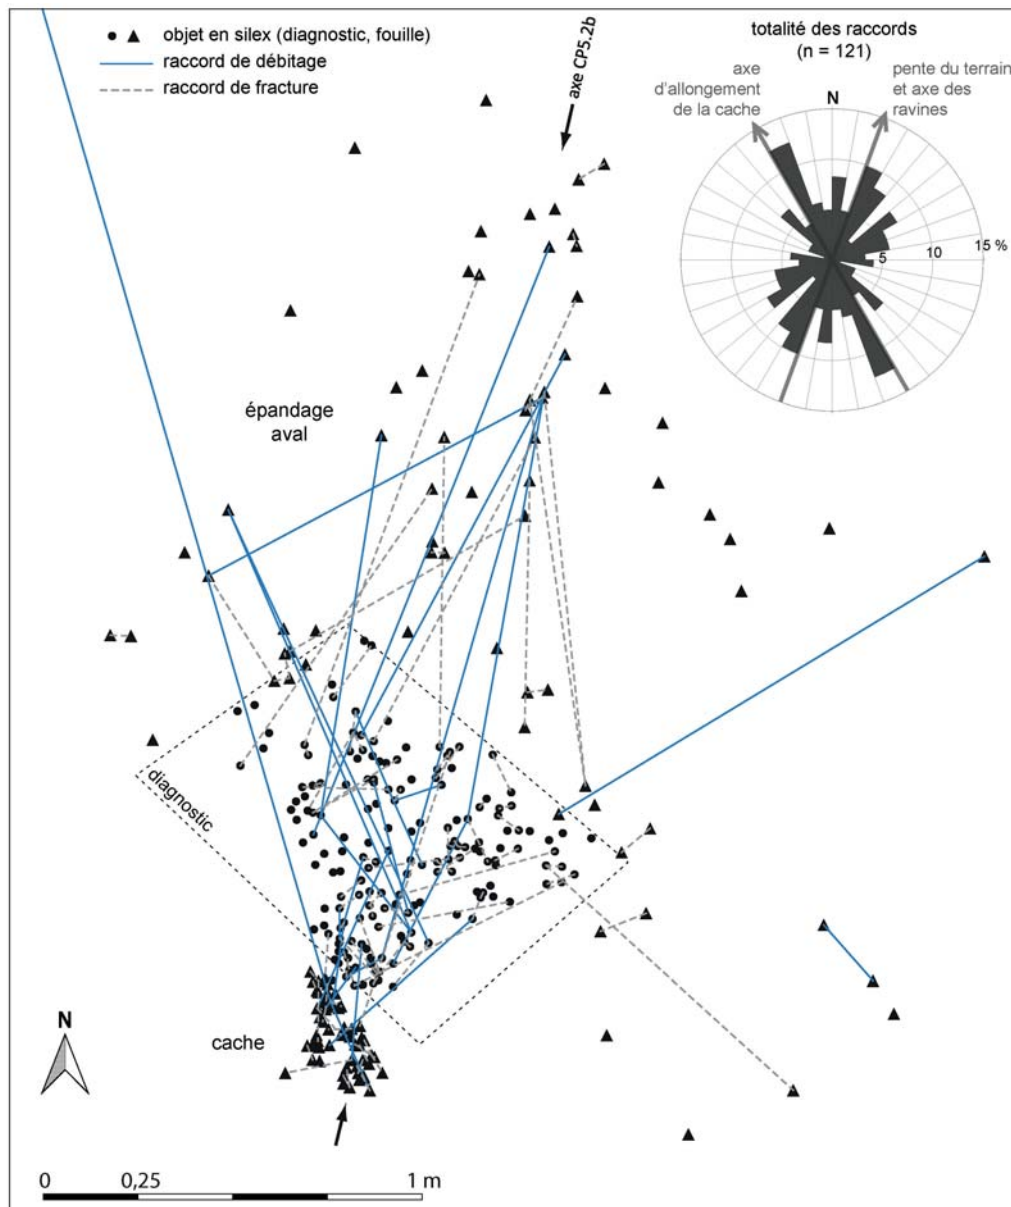 objet en silex (diagnostic, fouille)
raccord de débitage
raccord de fracture
axe CP5.2b
totalité des raccords
(n = 121)
axe
d'allongement
de la cache
pente du terrain
et axe des
ravines
N
5
10
15 %
épandage
aval
diagnostic
cache
N
0
0,25
1 m